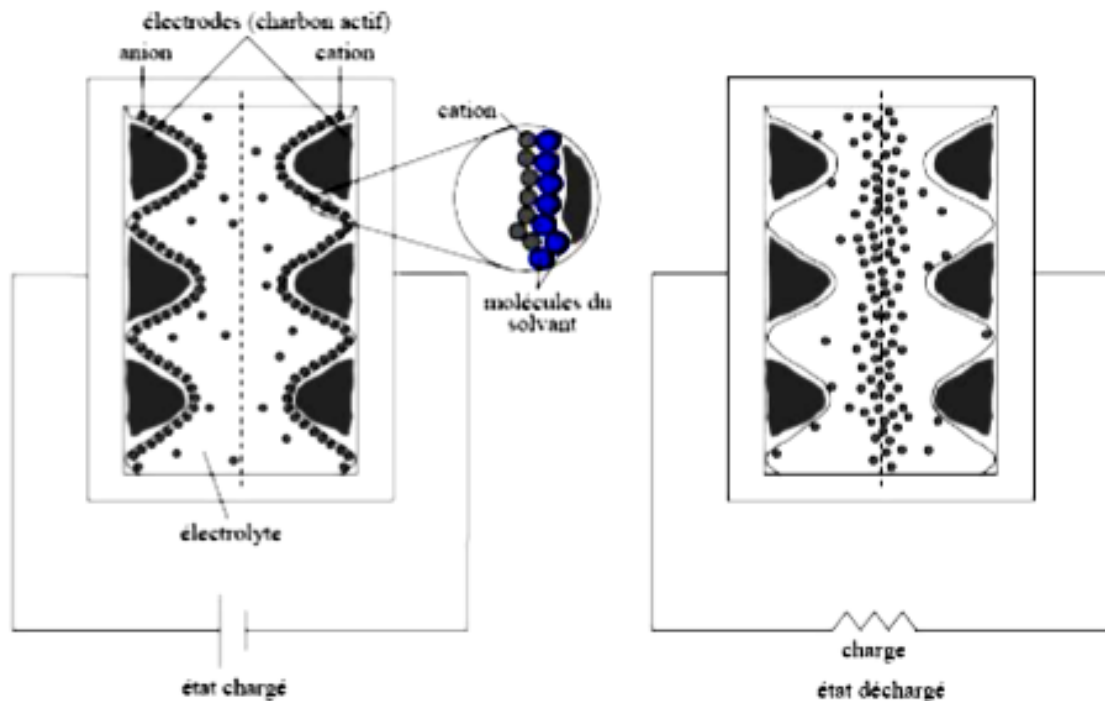 électrodes (charbon actif)
anion
cation
cation
molécules du
solvant
électrolyte
état chargé
charge
état déchargé